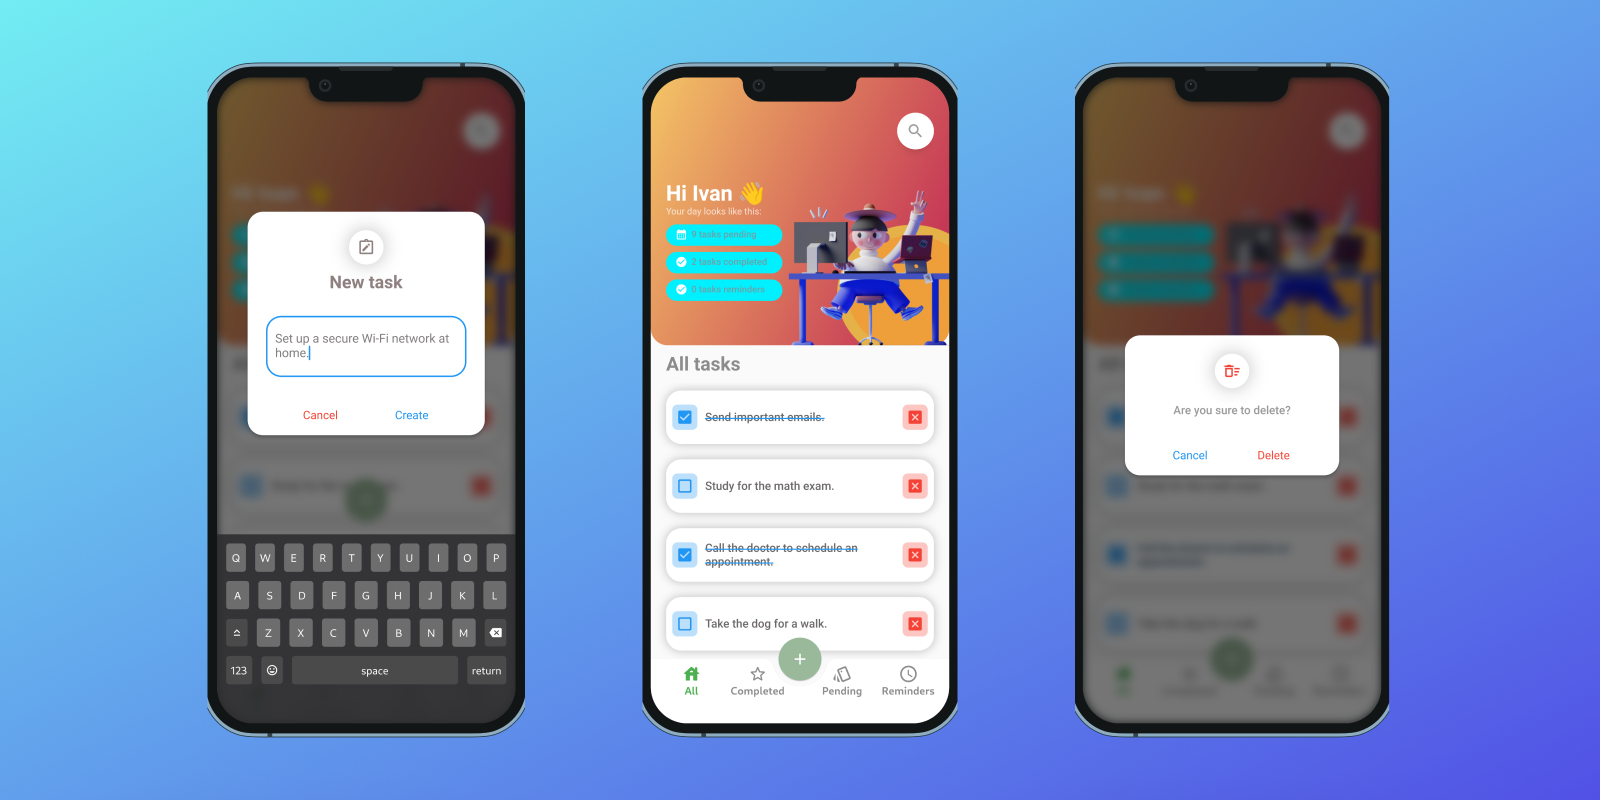 New task
Set up a secure Wi-Fi network at
home.
Cancel
Create
Q W E R T Y U I O P
A S D F G H J K L
Z X C V B N M
123
space
return
Hi Ivan 👋
Your day looks like this:
9 tasks pending
2 tasks completed
0 tasks reminders
All tasks
Send important emails.
Study for the math exam.
Call the doctor to schedule an
appointment.
Take the dog for a walk.
All
Completed
Pending
Reminders
Are you sure to delete?
Cancel
Delete